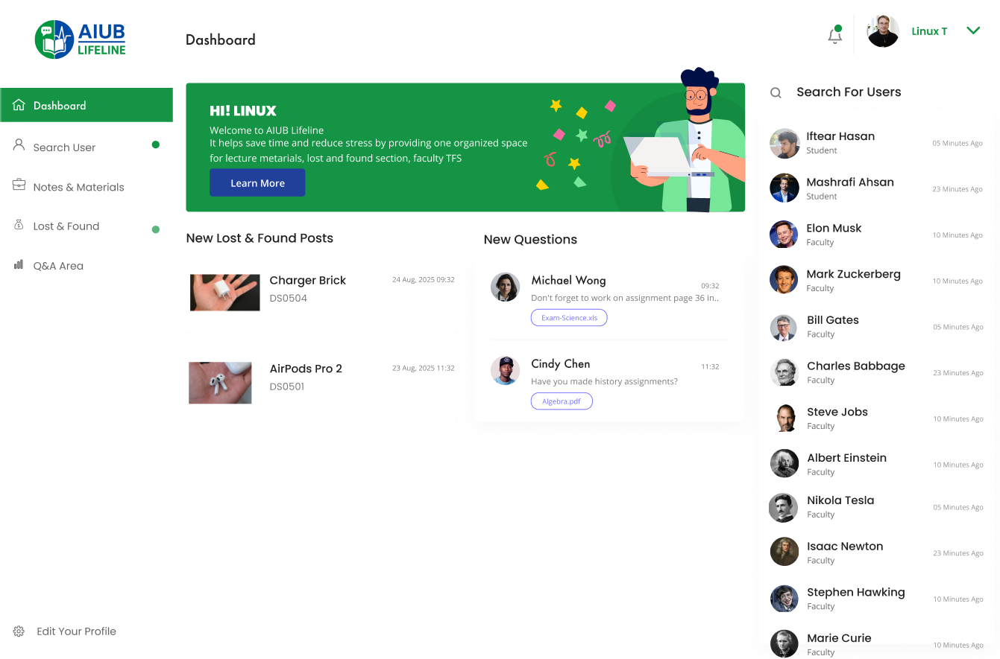 AIUB
LIFELINE
Dashboard
Linux T
Dashboard
Search User
Notes & Materials
Lost & Found
Q&A Area
Edit Your Profile
HI! LINUX
Welcome to AIUB Lifeline
It helps save time and reduce stress by providing one organized space
for lecture metarials, lost and found section, faculty TFS
Learn More
New Lost & Found Posts
Charger Brick
24 Aug, 2025 09:32
DS0504
AirPods Pro 2
23 Aug, 2025 11:32
DS0501
New Questions
Michael Wong
09:32
Don't forget to work on assignment page 36 in..
Exam-Science.xls
Cindy Chen
11:32
Have you made history assignments?
Algebra.pdf
Search For Users
Iftear Hasan
Student
05 Minutes Ago
Mashrafi Ahsan
Student
23 Minutes Ago
Elon Musk
Faculty
10 Minutes Ago
Mark Zuckerberg
Faculty
10 Minutes Ago
Bill Gates
Faculty
05 Minutes Ago
Charles Babbage
Faculty
23 Minutes Ago
Steve Jobs
Faculty
10 Minutes Ago
Albert Einstein
Faculty
10 Minutes Ago
Nikola Tesla
Faculty
05 Minutes Ago
Isaac Newton
Faculty
23 Minutes Ago
Stephen Hawking
Faculty
10 Minutes Ago
Marie Curie
Faculty
10 Minutes Ago